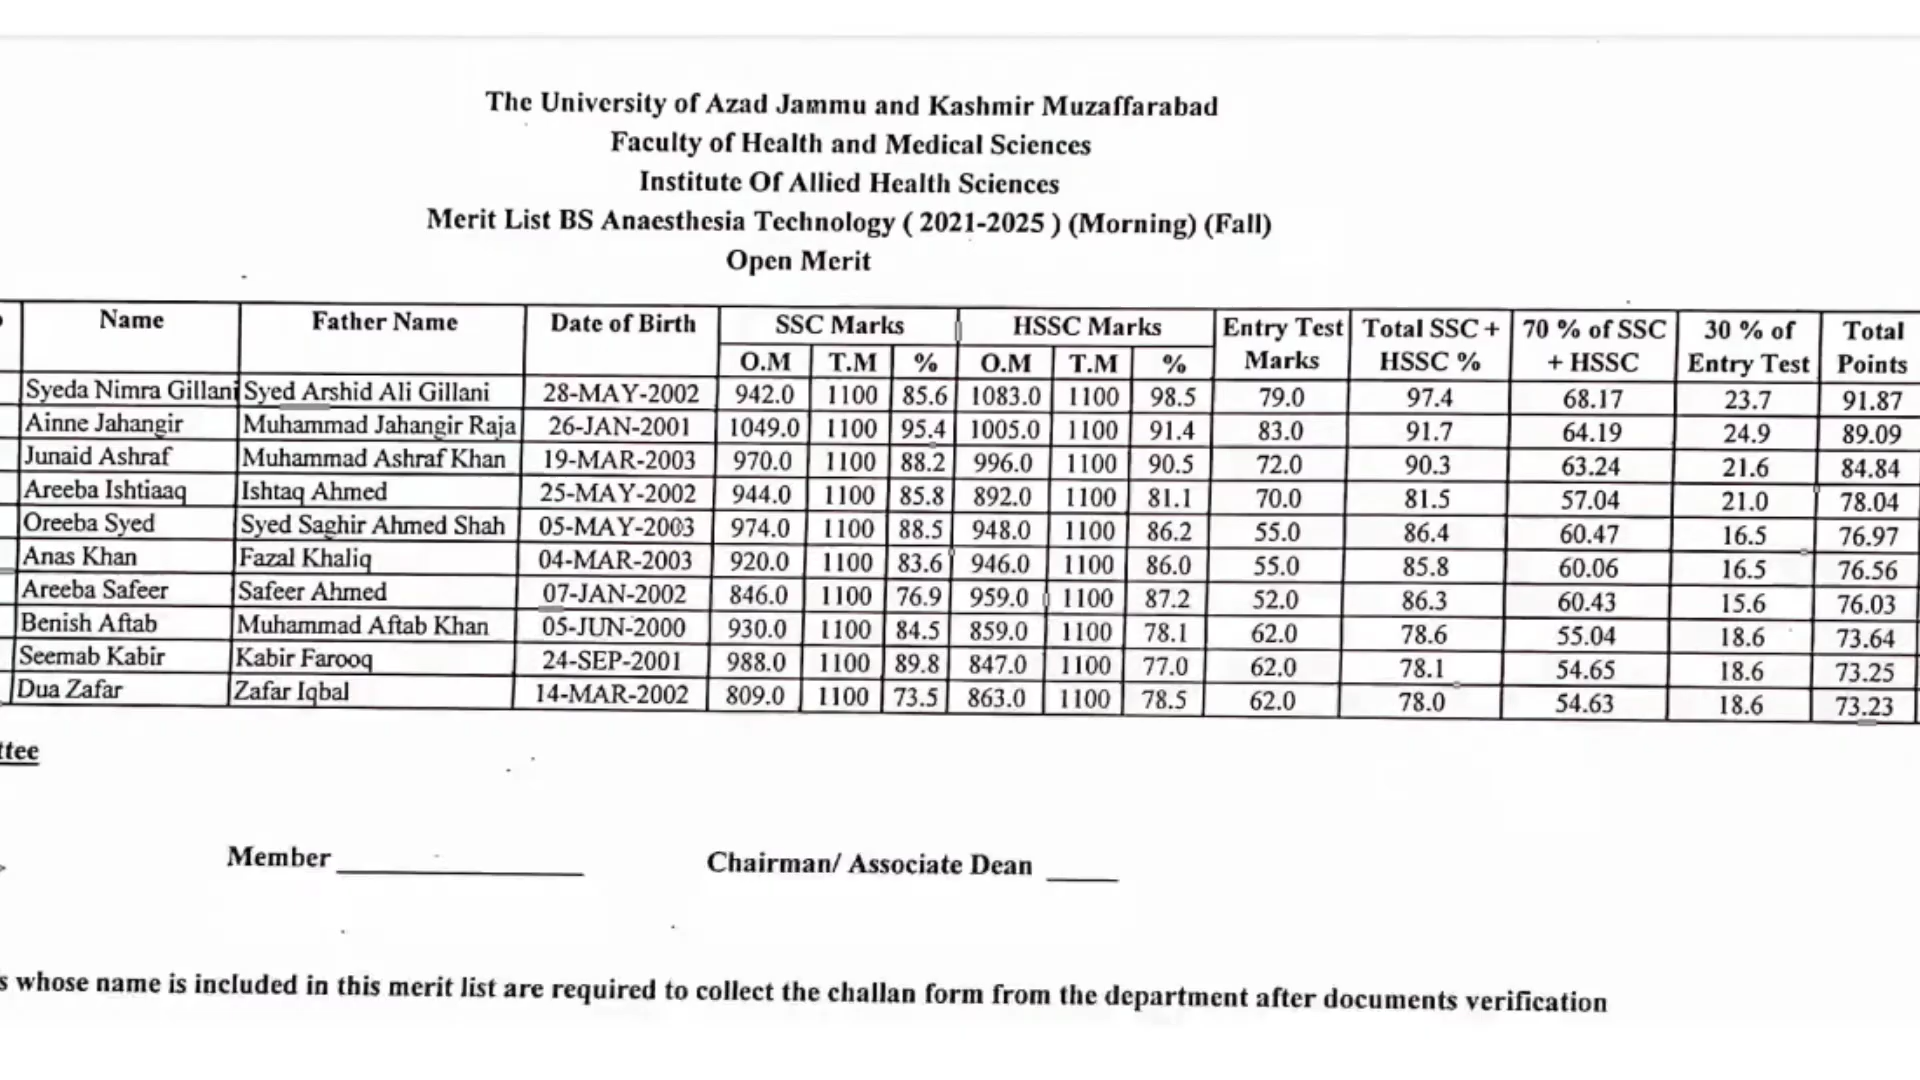 The University of Azad Jammu and Kashmir Muzaffarabad
Faculty of Health and Medical Sciences
Institute Of Allied Health Sciences
Merit List BS Anaesthesia Technology ( 2021-2025 ) (Morning) (Fall)
Open Merit
Name Father Name Date of Birth SSC Marks HSSC Marks Entry Test Marks Total SSC + HSSC % 70 % of SSC + HSSC 30 % of Entry Test Total Points
O.M T.M % O.M T.M %
Syeda Nimra Gillani Syed Arshid Ali Gillani 28-MAY-2002 942.0 1100 85.6 1083.0 1100 98.5 79.0 97.4 68.17 23.7 91.87
Ainne Jahangir Muhammad Jahangir Raja 26-JAN-2001 1049.0 1100 95.4 1005.0 1100 91.4 83.0 91.7 64.19 24.9 89.09
Junaid Ashraf Muhammad Ashraf Khan 19-MAR-2003 970.0 1100 88.2 996.0 1100 90.5 72.0 90.3 63.24 21.6 84.84
Areeba Ishtiaaq Ishtaq Ahmed 25-MAY-2002 944.0 1100 85.8 892.0 1100 81.1 70.0 81.5 57.04 21.0 78.04
Oreeba Syed Syed Saghir Ahmed Shah 05-MAY-2003 974.0 1100 88.5 948.0 1100 86.2 55.0 86.4 60.47 16.5 76.97
Anas Khan Fazal Khaliq 04-MAR-2003 920.0 1100 83.6 946.0 1100 86.0 55.0 85.8 60.06 16.5 76.56
Areeba Safeer Safeer Ahmed 07-JAN-2002 846.0 1100 76.9 959.0 1100 87.2 52.0 86.3 60.43 15.6 76.03
Benish Aftab Muhammad Aftab Khan 05-JUN-2000 930.0 1100 84.5 859.0 1100 78.1 62.0 78.6 55.04 18.6 73.64
Seemab Kabir Kabir Farooq 24-SEP-2001 988.0 1100 89.8 847.0 1100 77.0 62.0 78.1 54.65 18.6 73.25
Dua Zafar Zafar Iqbal 14-MAR-2002 809.0 1100 73.5 863.0 1100 78.5 62.0 78.0 54.63 18.6 73.23
ttee
Member Chairman/ Associate Dean
s whose name is included in this merit list are required to collect the challan form from the department after documents verification